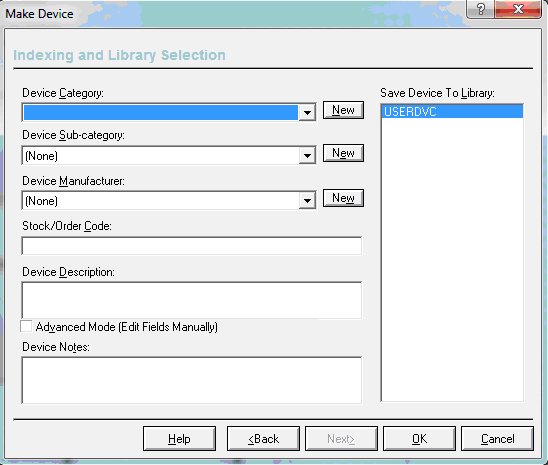 Make Device
Indexing and Library Selection
Device Category:
New
Device Sub-category:
(None)
New
Device Manufacturer:
(None)
New
Stock/Order Code:
Device Description:
Advanced Mode (Edit Fields Manually)
Device Notes:
Save Device To Library:
USERDVC
Help
<Back
Next>
OK
Cancel